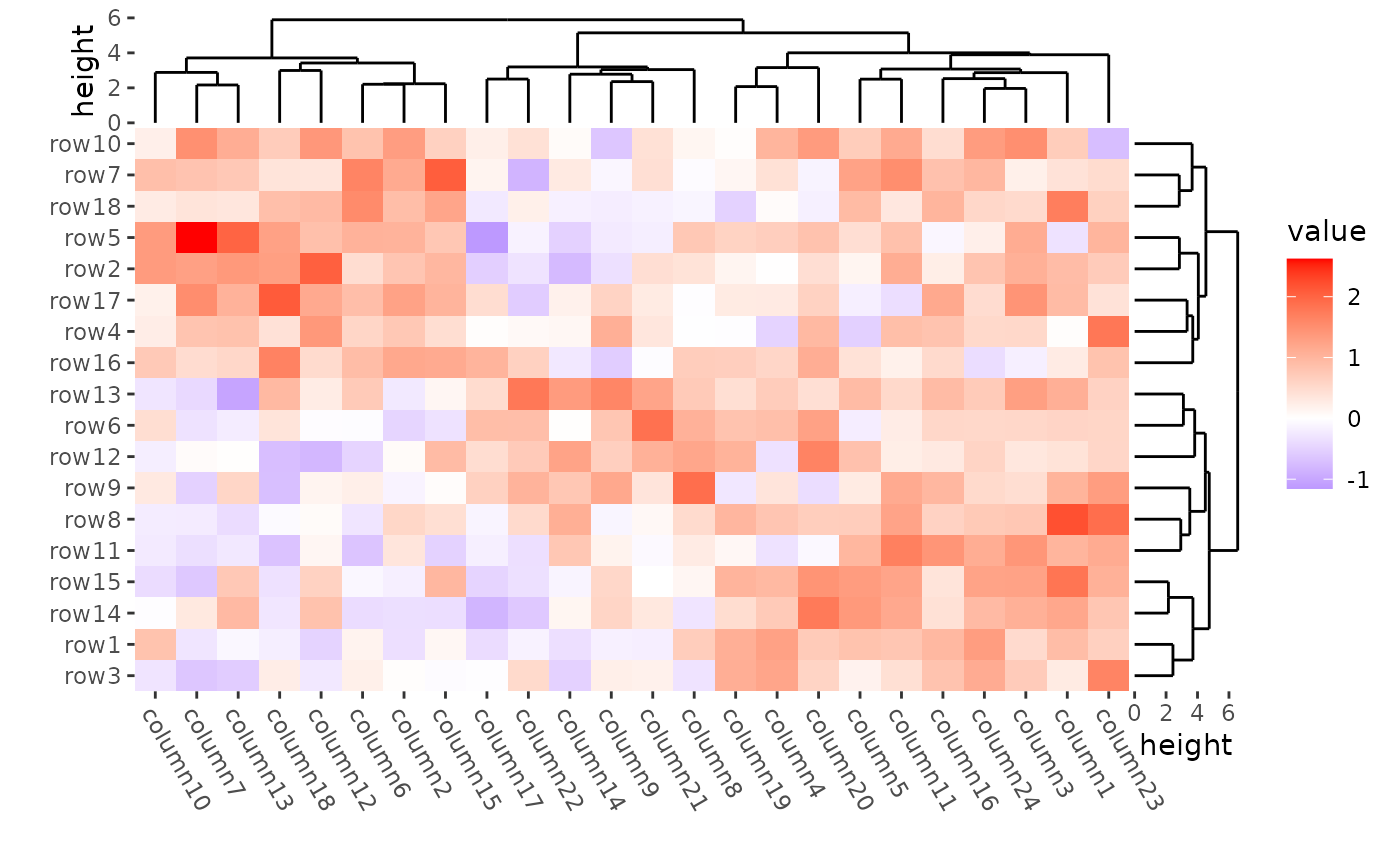 height
6
4
2
0
row10
row7
row18
row5
row2
row17
row4
row16
row13
row6
row12
row9
row8
row11
row15
row14
row1
row3
column10
column7
column13
column18
column12
column6
column2
column15
column17
column22
column14
column9
column21
column8
column19
column4
column20
column5
column11
column16
column24
column3
column1
column23
0 2 4 6
height
value
2
1
0
-1